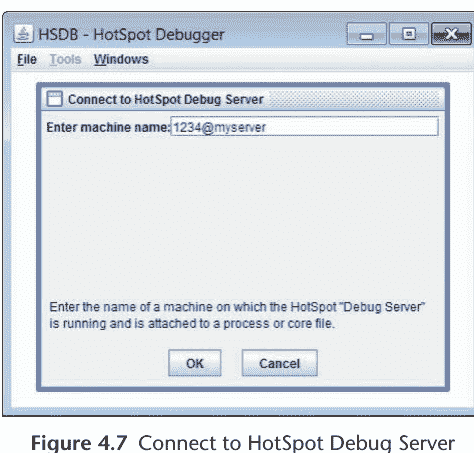 HSDB - HotSpot Debugger
File Tools Windows
Connect to HotSpot Debug Server
Enter machine name: 1234@myserver
Enter the name of a machine on which the HotSpot "Debug Server"
is running and is attached to a process or core file.
OK Cancel
Figure 4.7 Connect to HotSpot Debug Server